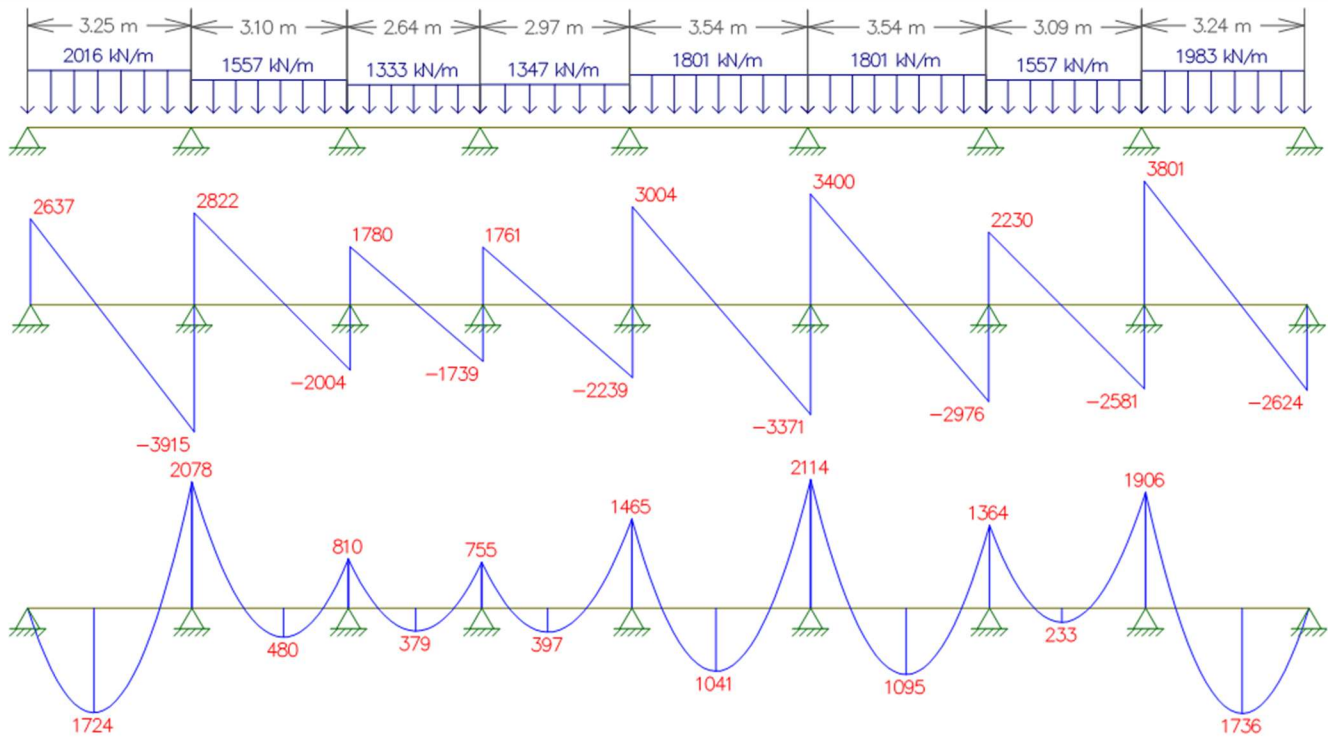 3.25 m 3.10 m 2.64 m 2.97 m 3.54 m 3.54 m 3.09 m 3.24 m
2016 kN/m 1557 kN/m 1333 kN/m 1347 kN/m 1801 kN/m 1801 kN/m 1557 kN/m 1983 kN/m
2637 2822 1780 1761 3004 3400 2230 3801
−3915 −2004 −1739 −2239 −3371 −2976 −2581 −2624
2078 810 755 1465 2114 1364 1906
1724 480 379 397 1041 1095 233 1736